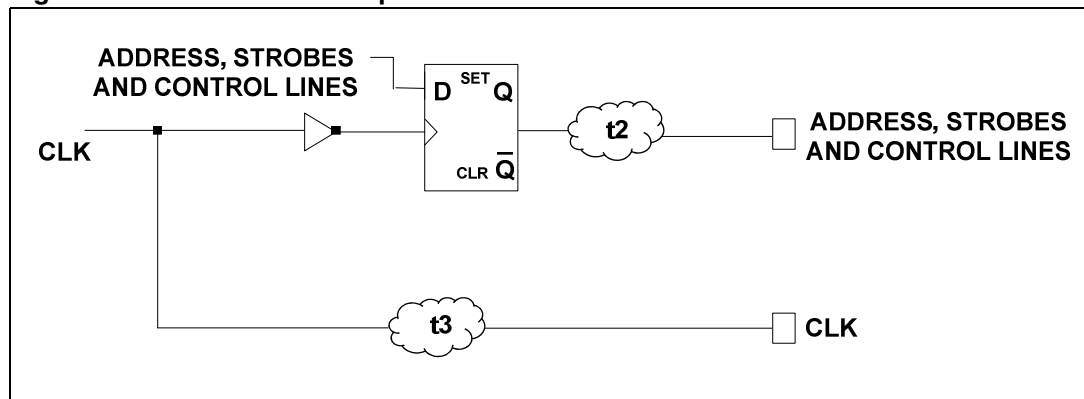 ADDRESS, STROBES
AND CONTROL LINES
D SET Q
CLR Q̅
CLK
t2
ADDRESS, STROBES
AND CONTROL LINES
t3
CLK